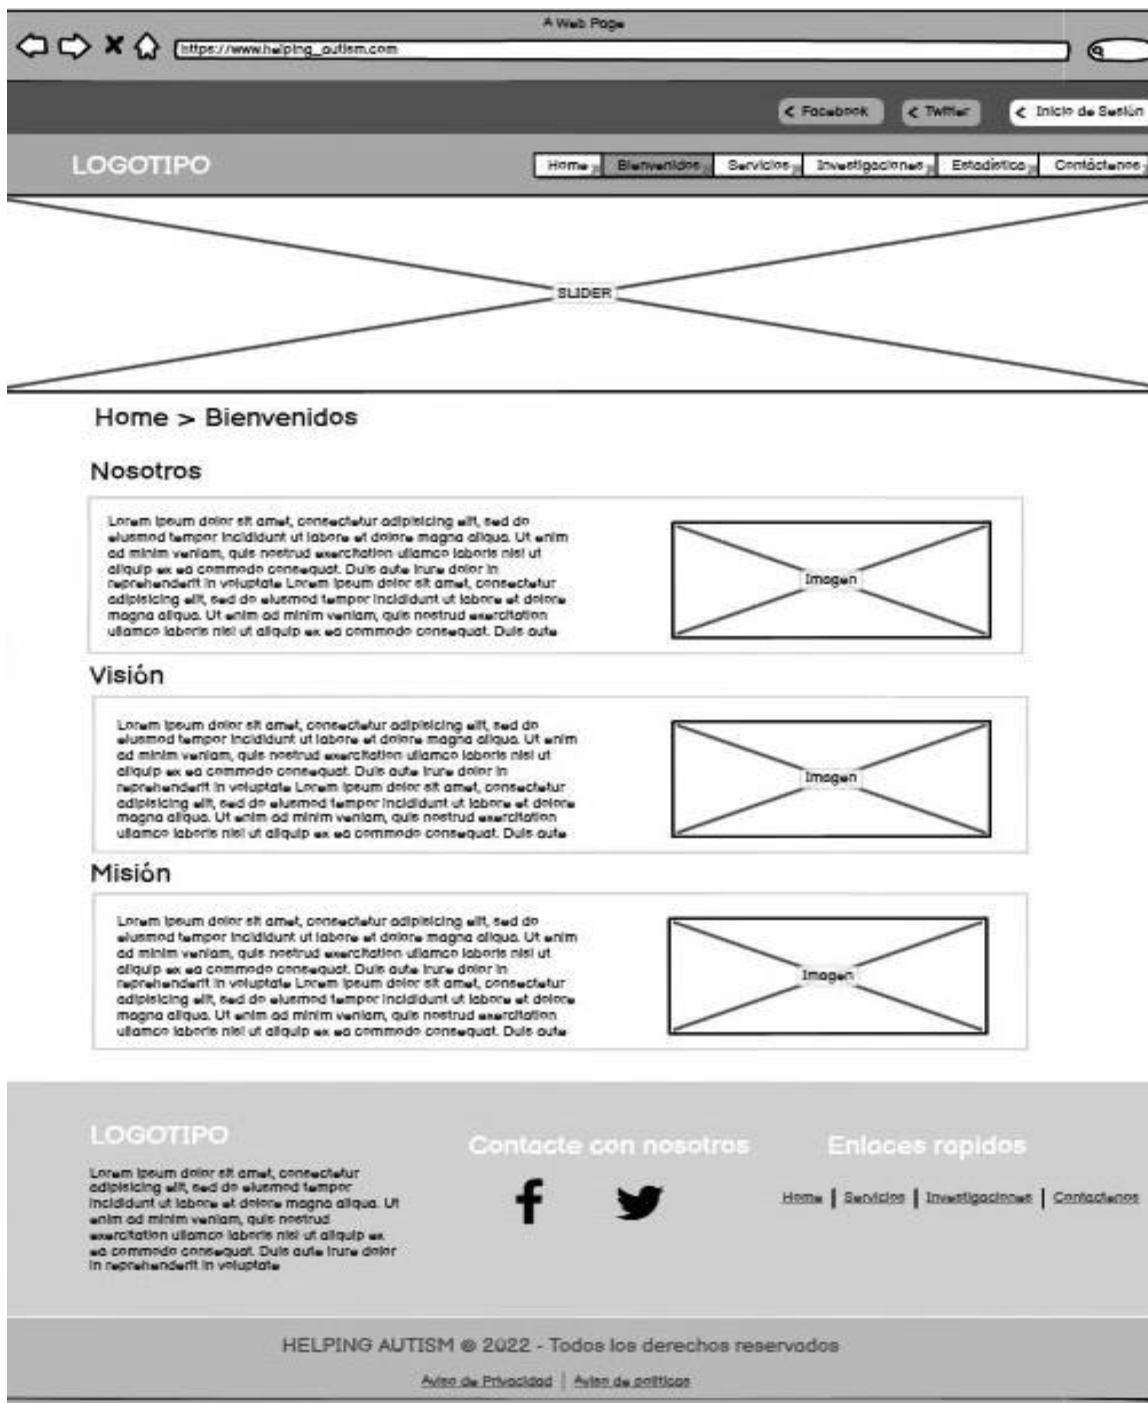 A Web Page
https://www.helping_autism.com
< Facebook < Twitter < Inicio de Sesión
LOGOTIPO Home Bienvenidos Servicios Investigaciones Estadística Contáctenos
SLIDER
Home > Bienvenidos
Nosotros
Lorem ipsum dolor sit amet, consectetur adipisicing elit, sed do
eiusmod tempor incididunt ut labore et dolore magna aliqua. Ut enim
ad minim veniam, quis nostrud exercitation ullamco laboris nisi ut
aliquip ex ea commodo consequat. Duis aute irure dolor in
reprehenderit in voluptate Lorem ipsum dolor sit amet, consectetur
adipisicing elit, sed do eiusmod tempor incididunt ut labore et dolore
magna aliqua. Ut enim ad minim veniam, quis nostrud exercitation
ullamco laboris nisi ut aliquip ex ea commodo consequat. Duis aute
Imagen
Visión
Lorem ipsum dolor sit amet, consectetur adipisicing elit, sed do
eiusmod tempor incididunt ut labore et dolore magna aliqua. Ut enim
ad minim veniam, quis nostrud exercitation ullamco laboris nisi ut
aliquip ex ea commodo consequat. Duis aute irure dolor in
reprehenderit in voluptate Lorem ipsum dolor sit amet, consectetur
adipisicing elit, sed do eiusmod tempor incididunt ut labore et dolore
magna aliqua. Ut enim ad minim veniam, quis nostrud exercitation
ullamco laboris nisi ut aliquip ex ea commodo consequat. Duis aute
Imagen
Misión
Lorem ipsum dolor sit amet, consectetur adipisicing elit, sed do
eiusmod tempor incididunt ut labore et dolore magna aliqua. Ut enim
ad minim veniam, quis nostrud exercitation ullamco laboris nisi ut
aliquip ex ea commodo consequat. Duis aute irure dolor in
reprehenderit in voluptate Lorem ipsum dolor sit amet, consectetur
adipisicing elit, sed do eiusmod tempor incididunt ut labore et dolore
magna aliqua. Ut enim ad minim veniam, quis nostrud exercitation
ullamco laboris nisi ut aliquip ex ea commodo consequat. Duis aute
Imagen
LOGOTIPO
Lorem ipsum dolor sit amet, consectetur
adipisicing elit, sed do eiusmod tempor
incididunt ut labore et dolore magna aliqua. Ut
enim ad minim veniam, quis nostrud
exercitation ullamco laboris nisi ut aliquip ex
ea commodo consequat. Duis aute irure dolor
in reprehenderit in voluptate
Contacte con nosotros
Enlaces rapidos
Home | Servicios | Investigaciones | Contactenos
HELPING AUTISM © 2022 - Todos los derechos reservados
Aviso de Privacidad | Aviso de politicas